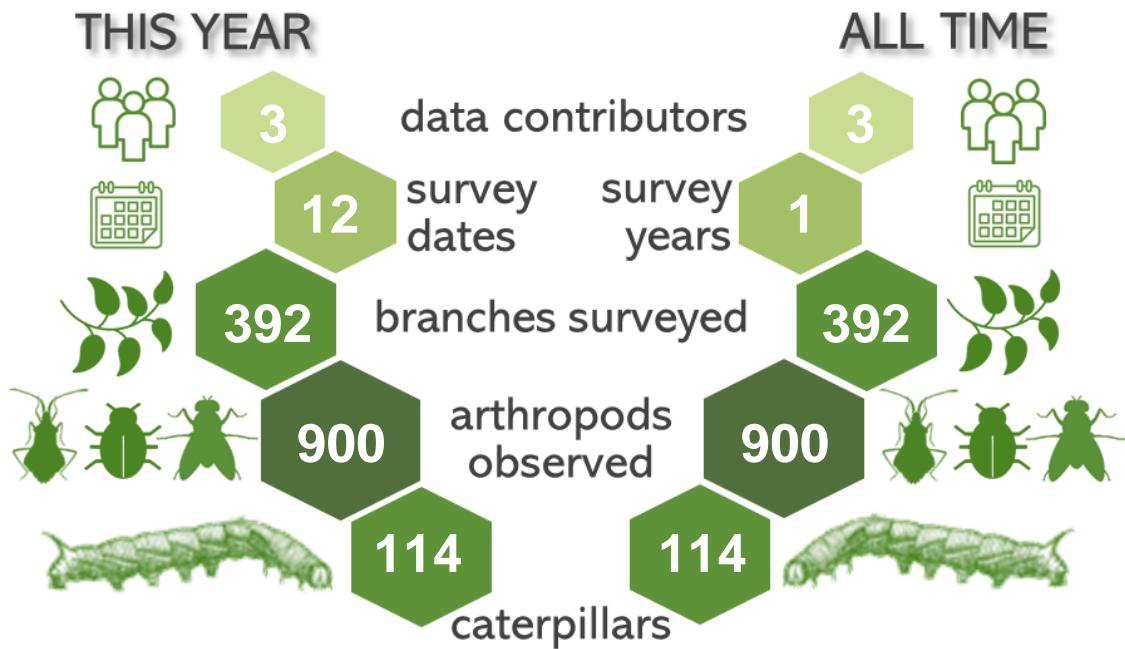 THIS YEAR
ALL TIME
3
data contributors
3
12
survey
dates
survey
years
1
392
branches surveyed
392
900
arthropods
observed
900
114
114
caterpillars